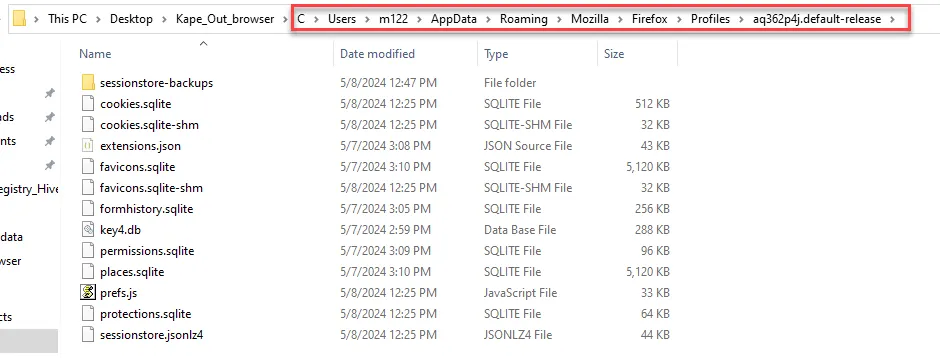 This PC > Desktop > Kape_Out_browser > C > Users > m122 > AppData > Roaming > Mozilla > Firefox > Profiles > aq362p4j.default-release >
Name Date modified Type Size
ess
sessionstore-backups 5/8/2024 12:47 PM File folder
cookies.sqlite 5/8/2024 12:25 PM SQLITE File 512 KB
nds cookies.sqlite-shm 5/8/2024 12:25 PM SQLITE-SHM File 32 KB
nts extensions.json 5/7/2024 3:08 PM JSON Source File 43 KB
favicons.sqlite 5/7/2024 3:10 PM SQLITE File 5,120 KB
egistry_Hive favicons.sqlite-shm 5/8/2024 12:25 PM SQLITE-SHM File 32 KB
formhistory.sqlite 5/7/2024 3:05 PM SQLITE File 256 KB
data key4.db 5/7/2024 2:59 PM Data Base File 288 KB
permissions.sqlite 5/7/2024 3:09 PM SQLITE File 96 KB
wser places.sqlite 5/7/2024 3:10 PM SQLITE File 5,120 KB
prefs.js 5/8/2024 12:25 PM JavaScript File 33 KB
cts protections.sqlite 5/8/2024 12:25 PM SQLITE File 64 KB
sessionstore.jsonlz4 5/8/2024 12:25 PM JSONLZ4 File 44 KB